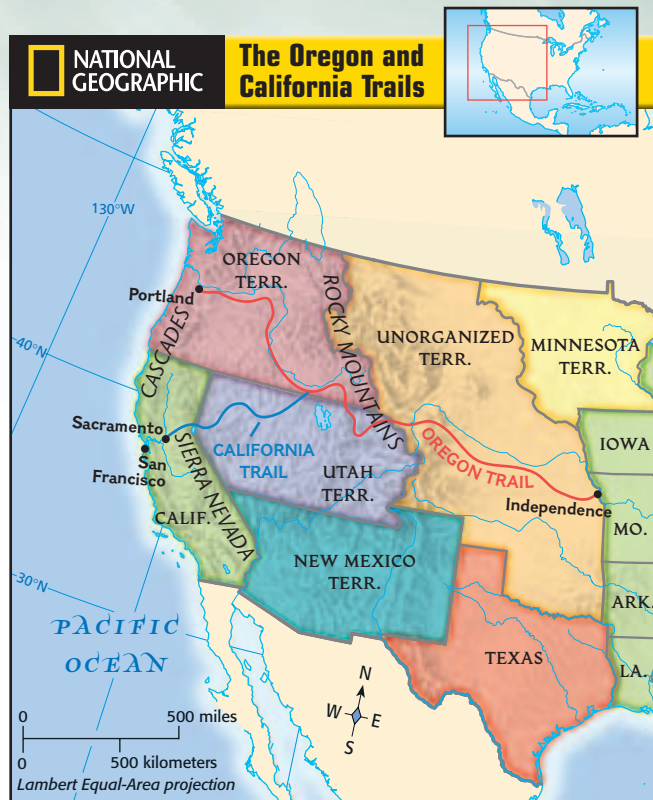 NATIONAL
GEOGRAPHIC
The Oregon and
California Trails
130°W
OREGON
TERR.
Portland
ROCKY MOUNTAINS
UNORGANIZED
TERR.
MINNESOTA
TERR.
40°N
CASCADES
Sacramento
San
Francisco
SIERRA NEVADA
CALIFORNIA
TRAIL
UTAH
TERR.
OREGON TRAIL
IOWA
Independence
MO.
CALIF.
NEW MEXICO
TERR.
30°N
ARK.
PACIFIC
OCEAN
TEXAS
LA.
N
W E
S
0 500 miles
0 500 kilometers
Lambert Equal-Area projection